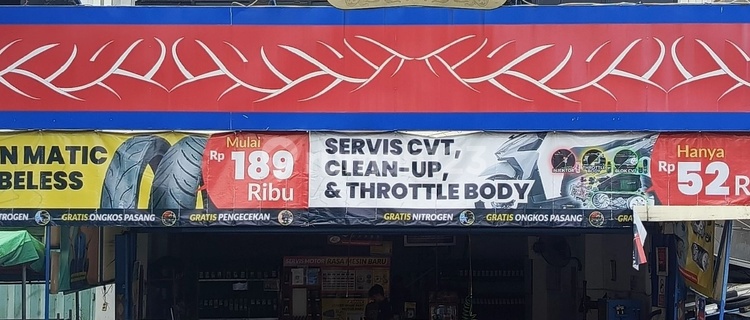 N MATIC
BELESS
Mulai
Rp 189
Ribu
SERVIS CVT,
CLEAN-UP,
& THROTTLE BODY
Hanya
Rp 52 R
NITROGEN
GRATIS ONGKOS PASANG
GRATIS PENGECEKAN
GRATIS NITROGEN
GRATIS ONGKOS PASANG